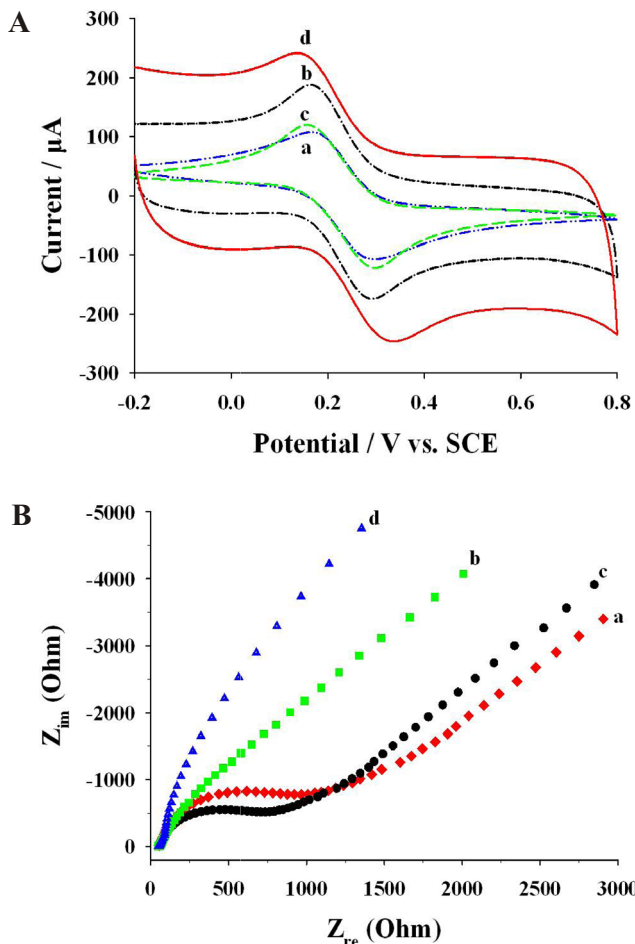 A
300
d
200
b
c
100
a
0
-100
-200
-300
Current / µA
-0.2 0.0 0.2 0.4 0.6 0.8
Potential / V vs. SCE
B
-5000
d
b
-4000
c
a
-3000
-2000
-1000
0
Z_im (Ohm)
0 500 1000 1500 2000 2500 3000
Z_re (Ohm)